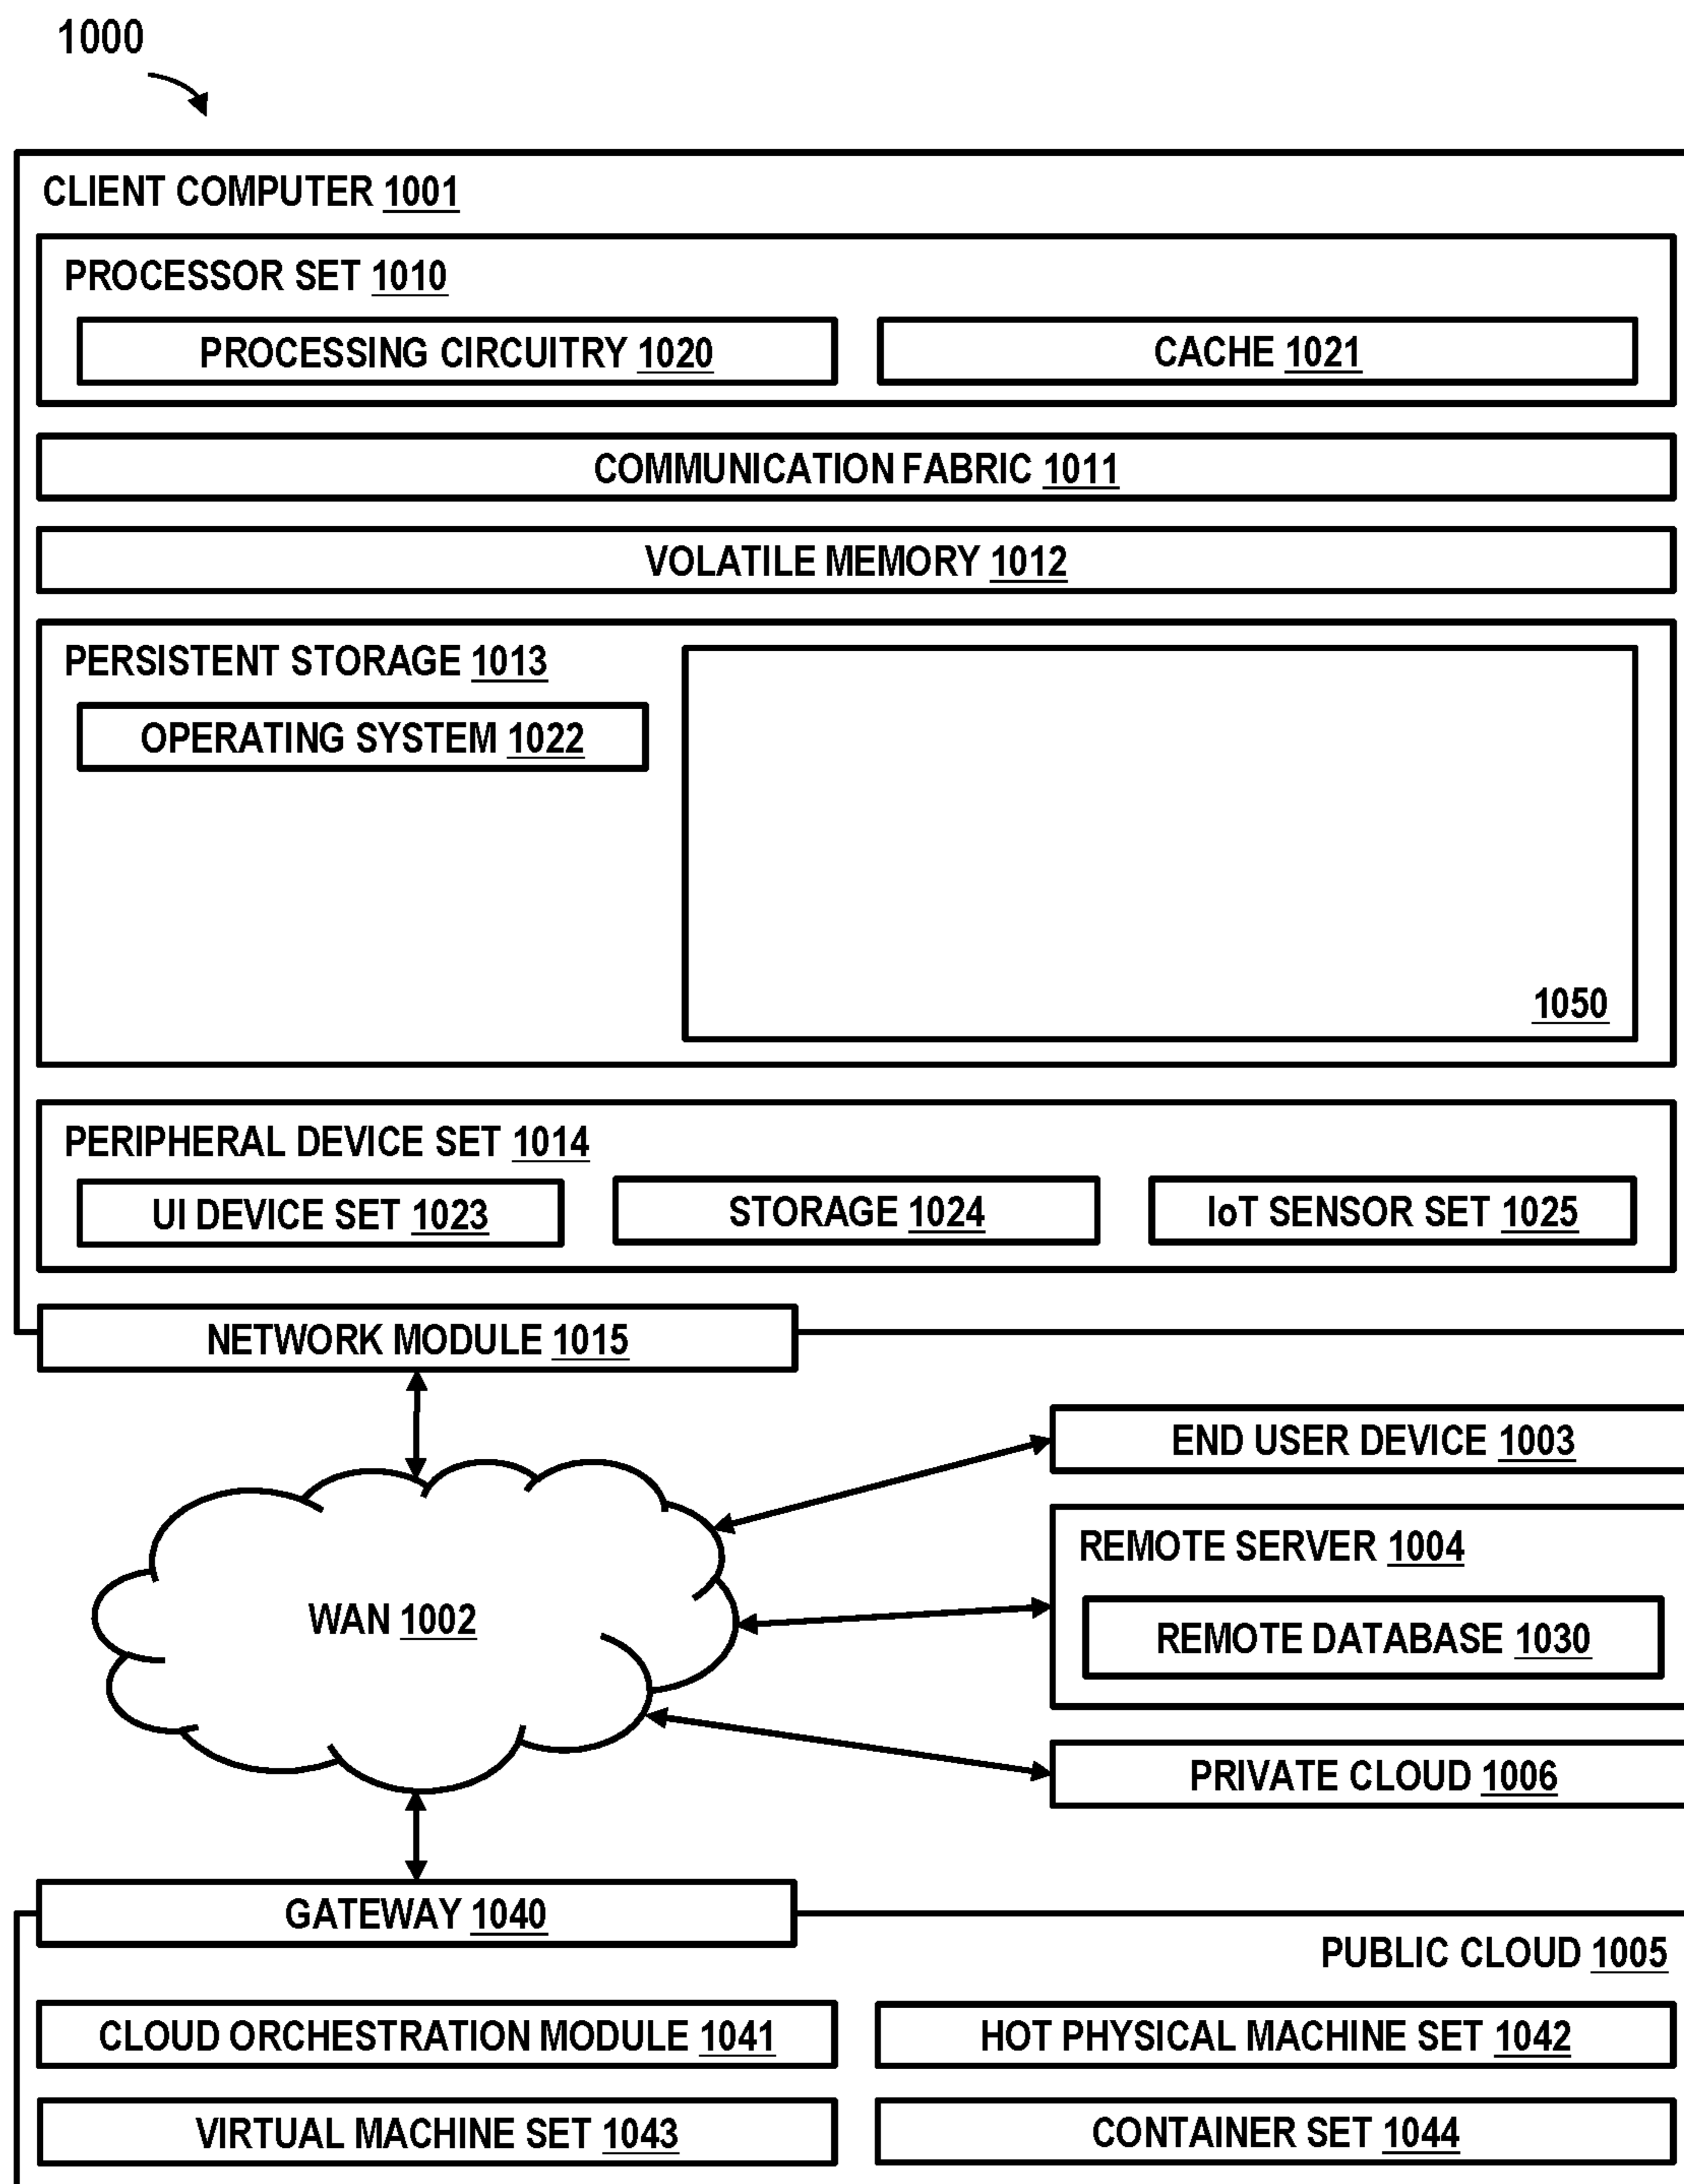 1000
CLIENT COMPUTER 1001
PROCESSOR SET 1010
PROCESSING CIRCUITRY 1020
CACHE 1021
COMMUNICATION FABRIC 1011
VOLATILE MEMORY 1012
PERSISTENT STORAGE 1013
OPERATING SYSTEM 1022
1050
PERIPHERAL DEVICE SET 1014
UI DEVICE SET 1023
STORAGE 1024
IoT SENSOR SET 1025
NETWORK MODULE 1015
END USER DEVICE 1003
REMOTE SERVER 1004
WAN 1002
REMOTE DATABASE 1030
PRIVATE CLOUD 1006
GATEWAY 1040
PUBLIC CLOUD 1005
CLOUD ORCHESTRATION MODULE 1041
HOT PHYSICAL MACHINE SET 1042
VIRTUAL MACHINE SET 1043
CONTAINER SET 1044